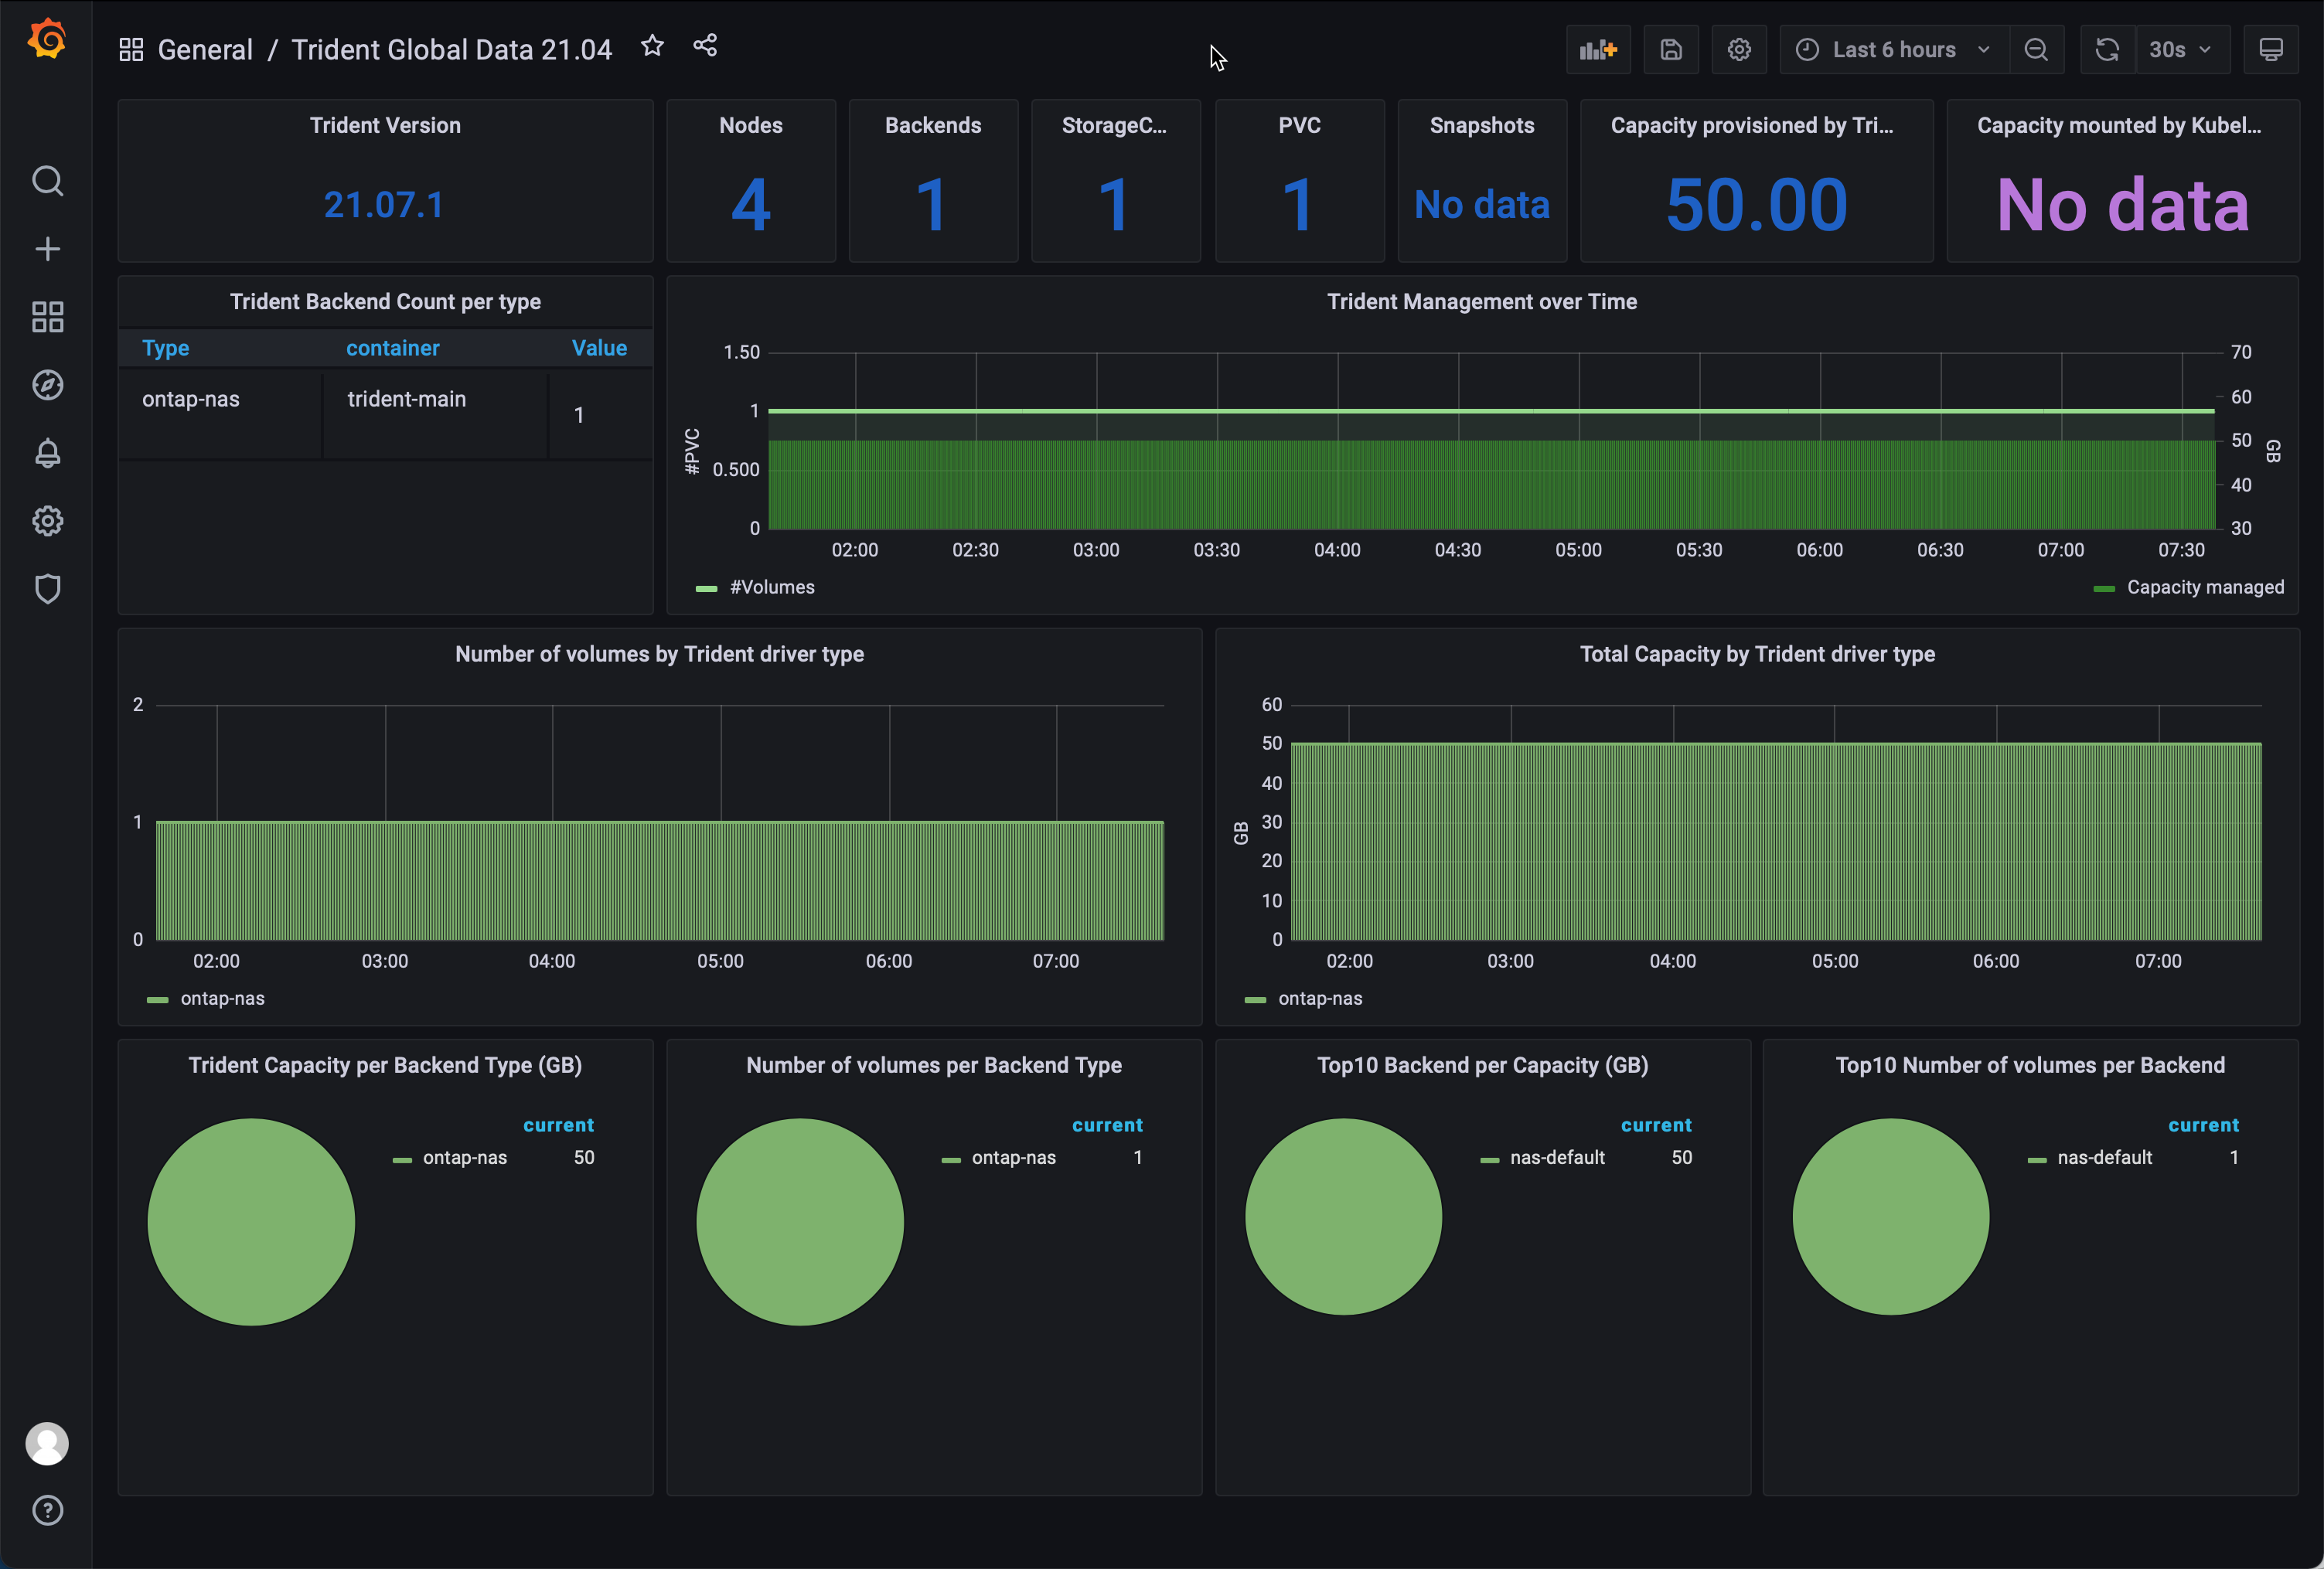 General / Trident Global Data 21.04
Last 6 hours
30s
Trident Version
21.07.1
Nodes
4
Backends
1
StorageC...
1
PVC
1
Snapshots
No data
Capacity provisioned by Tri...
50.00
Capacity mounted by Kubel...
No data
Trident Backend Count per type
Type container Value
ontap-nas trident-main 1
Trident Management over Time
1.50
1
0.500
0
#PVC
70
60
50
40
30
GB
02:00 02:30 03:00 03:30 04:00 04:30 05:00 05:30 06:00 06:30 07:00 07:30
#Volumes
Capacity managed
Number of volumes by Trident driver type
2
1
0
02:00 03:00 04:00 05:00 06:00 07:00
ontap-nas
Total Capacity by Trident driver type
60
50
40
30
20
10
0
GB
02:00 03:00 04:00 05:00 06:00 07:00
ontap-nas
Trident Capacity per Backend Type (GB)
current
ontap-nas 50
Number of volumes per Backend Type
current
ontap-nas 1
Top10 Backend per Capacity (GB)
current
nas-default 50
Top10 Number of volumes per Backend
current
nas-default 1